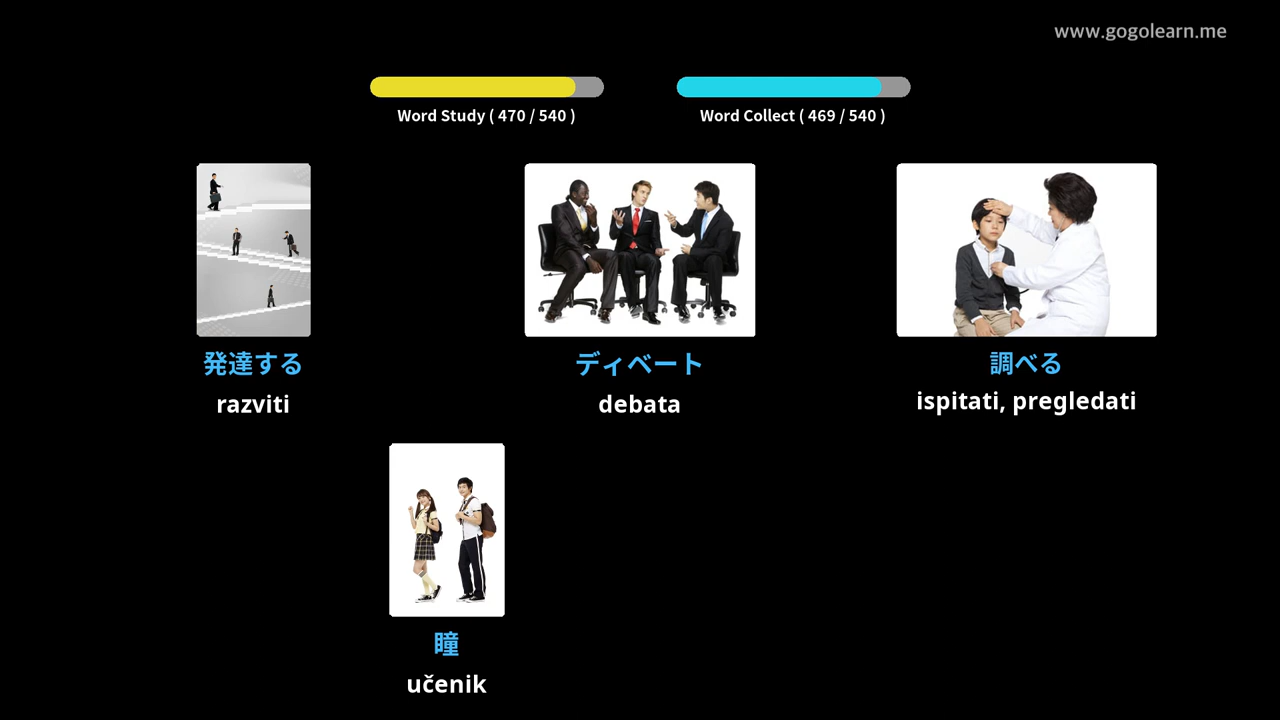 www.gogolearn.me
Word Study ( 470 / 540 )
Word Collect ( 469 / 540 )
発達する
razviti
ディベート
debata
調べる
ispitati, pregledati
瞳
učenik